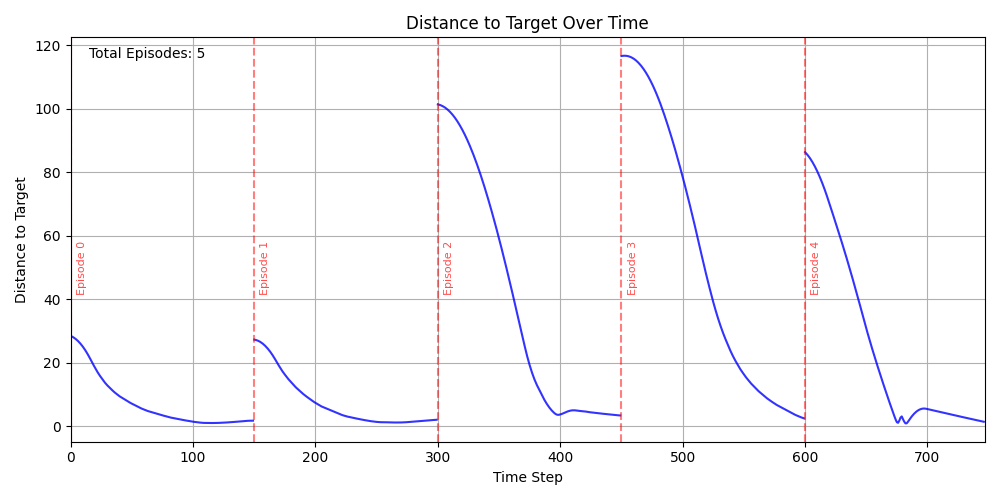 Distance to Target Over Time
Total Episodes: 5
Distance to Target
120
100
80
60
40
20
0
Episode 0
Episode 1
Episode 2
Episode 3
Episode 4
0
100
200
300
400
500
600
700
Time Step